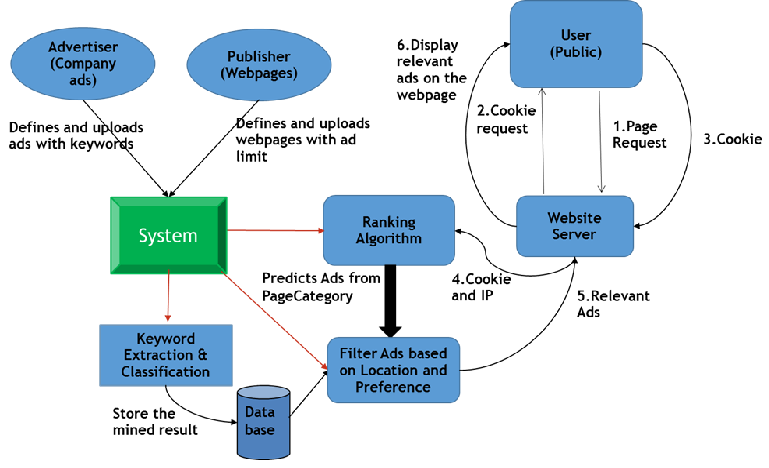 Advertiser
(Company
ads)
Publisher
(Webpages)
6.Display
relevant
ads on the
webpage
User
(Public)
Defines and uploads
ads with keywords
Defines and uploads
webpages with ad
limit
2.Cookie
request
1.Page
Request
3.Cookie
System
Ranking
Algorithm
Website
Server
Predicts Ads from
PageCategory
4.Cookie
and IP
5.Relevant
Ads
Keyword
Extraction &
Classification
Filter Ads based
on Location and
Preference
Store the
mined result
Data
base